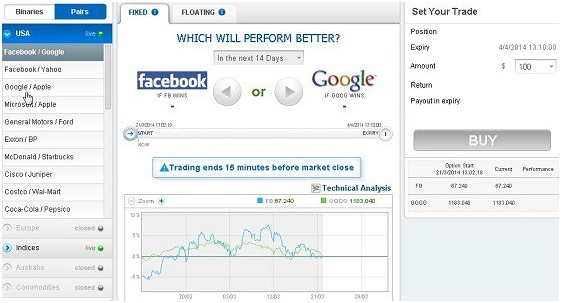 Binaries
Pairs
USA
live
Facebook / Google
Facebook / Yahoo
Google / Apple
Microsoft / Apple
General Motors / Ford
Exxon / BP
McDonald / Starbucks
Cisco / Juniper
Costco / Wal-Mart
Coca-Cola / Pepsico
Europe
closed
Indices
live
Australia
closed
Commodities
closed
FIXED
FLOATING
WHICH WILL PERFORM BETTER?
In the next 14 Days
facebook
IF FB WINS
-
or
Google
IF GOOG WINS
-
21/3/2014 13:02:19
4/4/2014 13:10:00
START
EXPIRY
NOW
Trading ends 15 minutes before market close
Technical Analysis
Zoom
FB 67.240
GOOG 1183.040
5
0
-5
20/02
29/03
Set Your Trade
Position
Expiry
4/4/2014 13:10:00
Amount
$
100
Return
Payout in expiry
BUY
Option Start
21/3/2014 13:02:18
Current
Performance
FB
67.240
67.240
GOOG
1183.040
1183.040